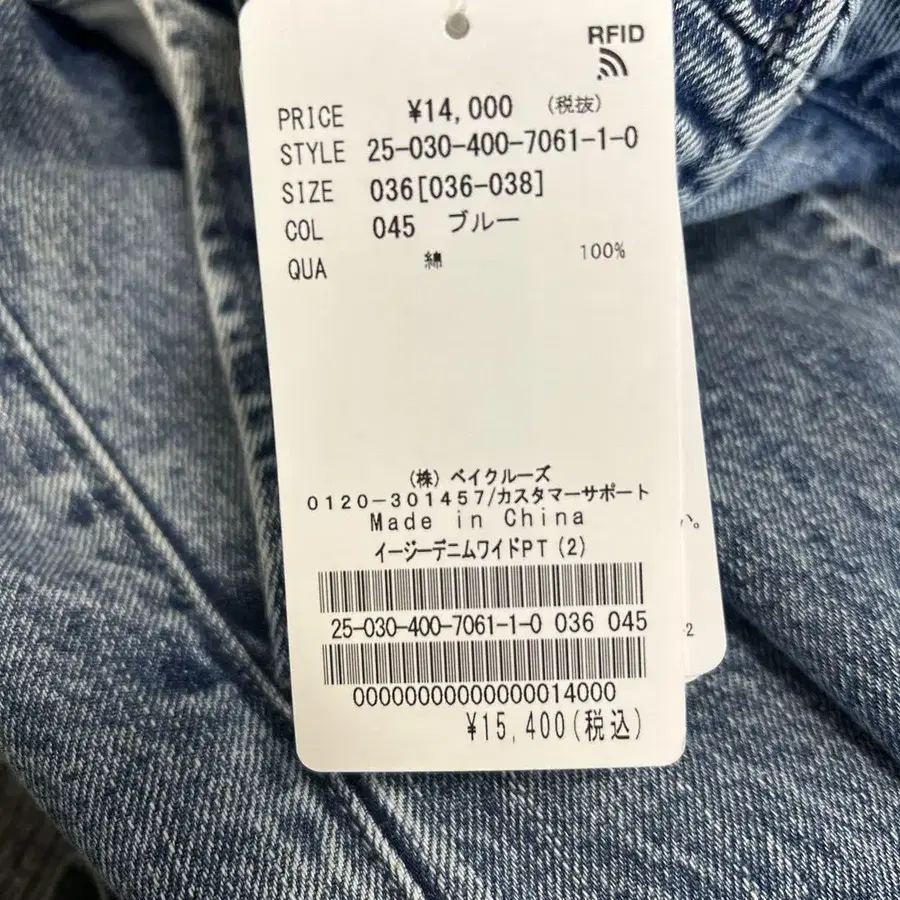 RFID
PRICE ¥14,000 (税抜)
STYLE 25-030-400-7061-1-0
SIZE 036[036-038]
COL 045 ブルー
QUA 綿 100%
(株) ベイクルーズ
0120-301457/カスタマーサポート
Made in China
い。
イージーデニムワイドPT(2)
25-030-400-7061-1-0 036 045
-2
00000000000000014000
¥15,400(税込)